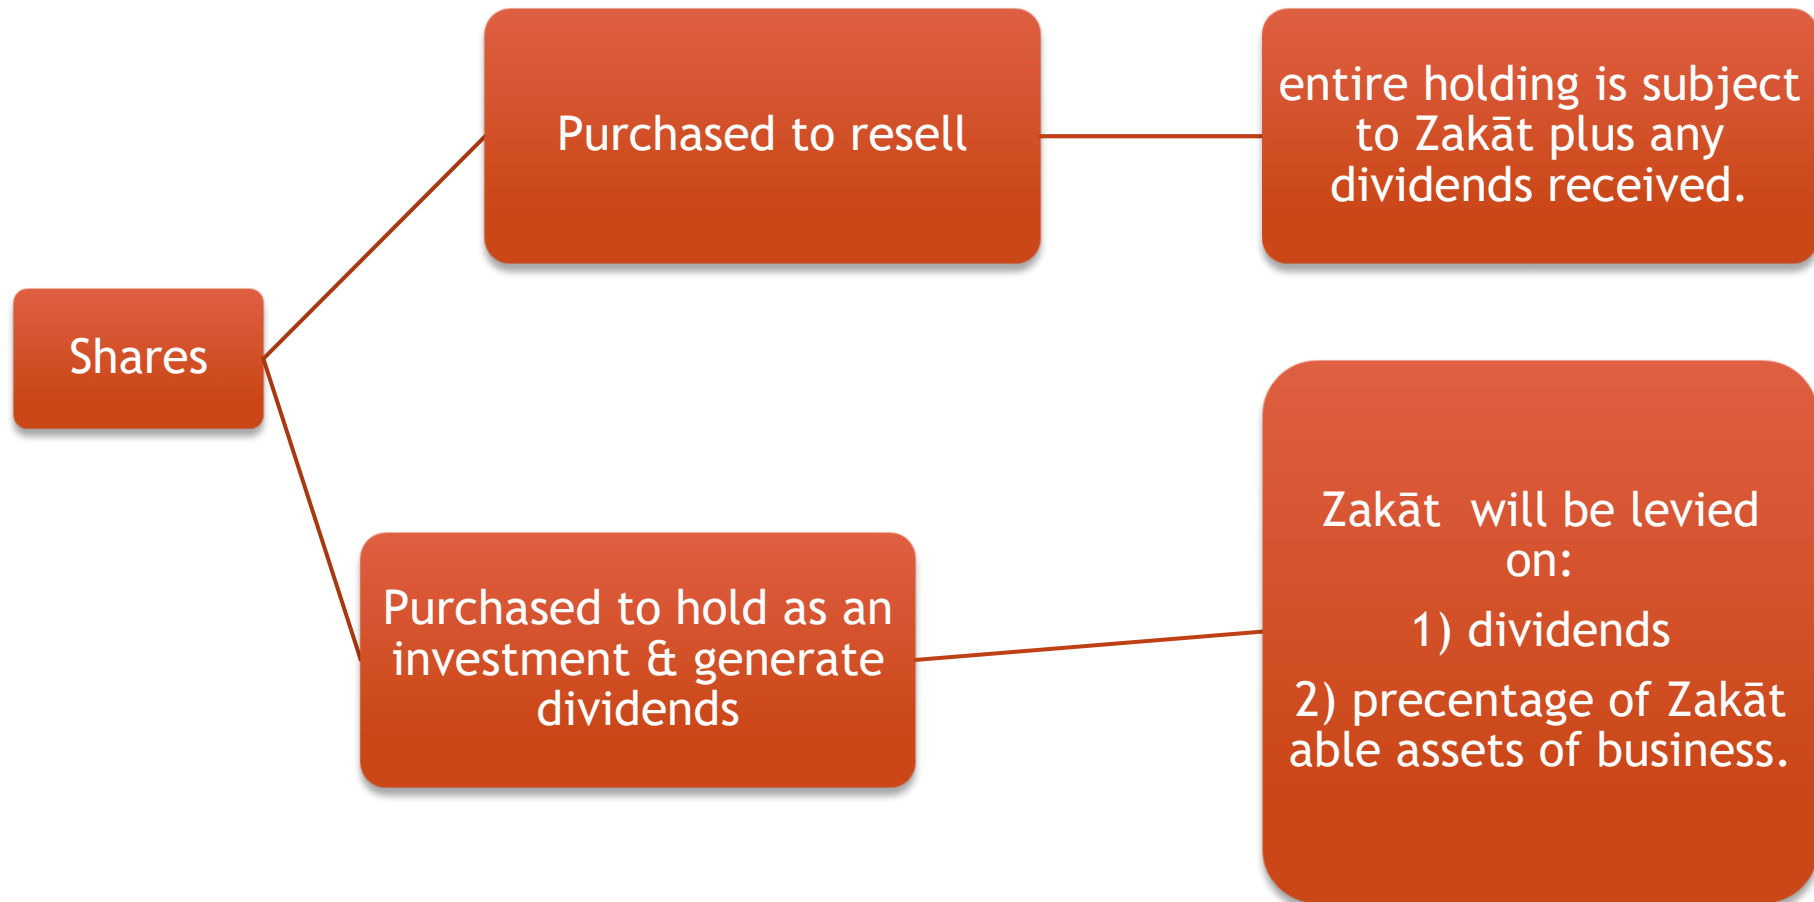 Shares
Purchased to resell
entire holding is subject
to Zakāt plus any
dividends received.
Purchased to hold as an
investment & generate
dividends
Zakāt will be levied
on:
1) dividends
2) precentage of Zakāt
able assets of business.